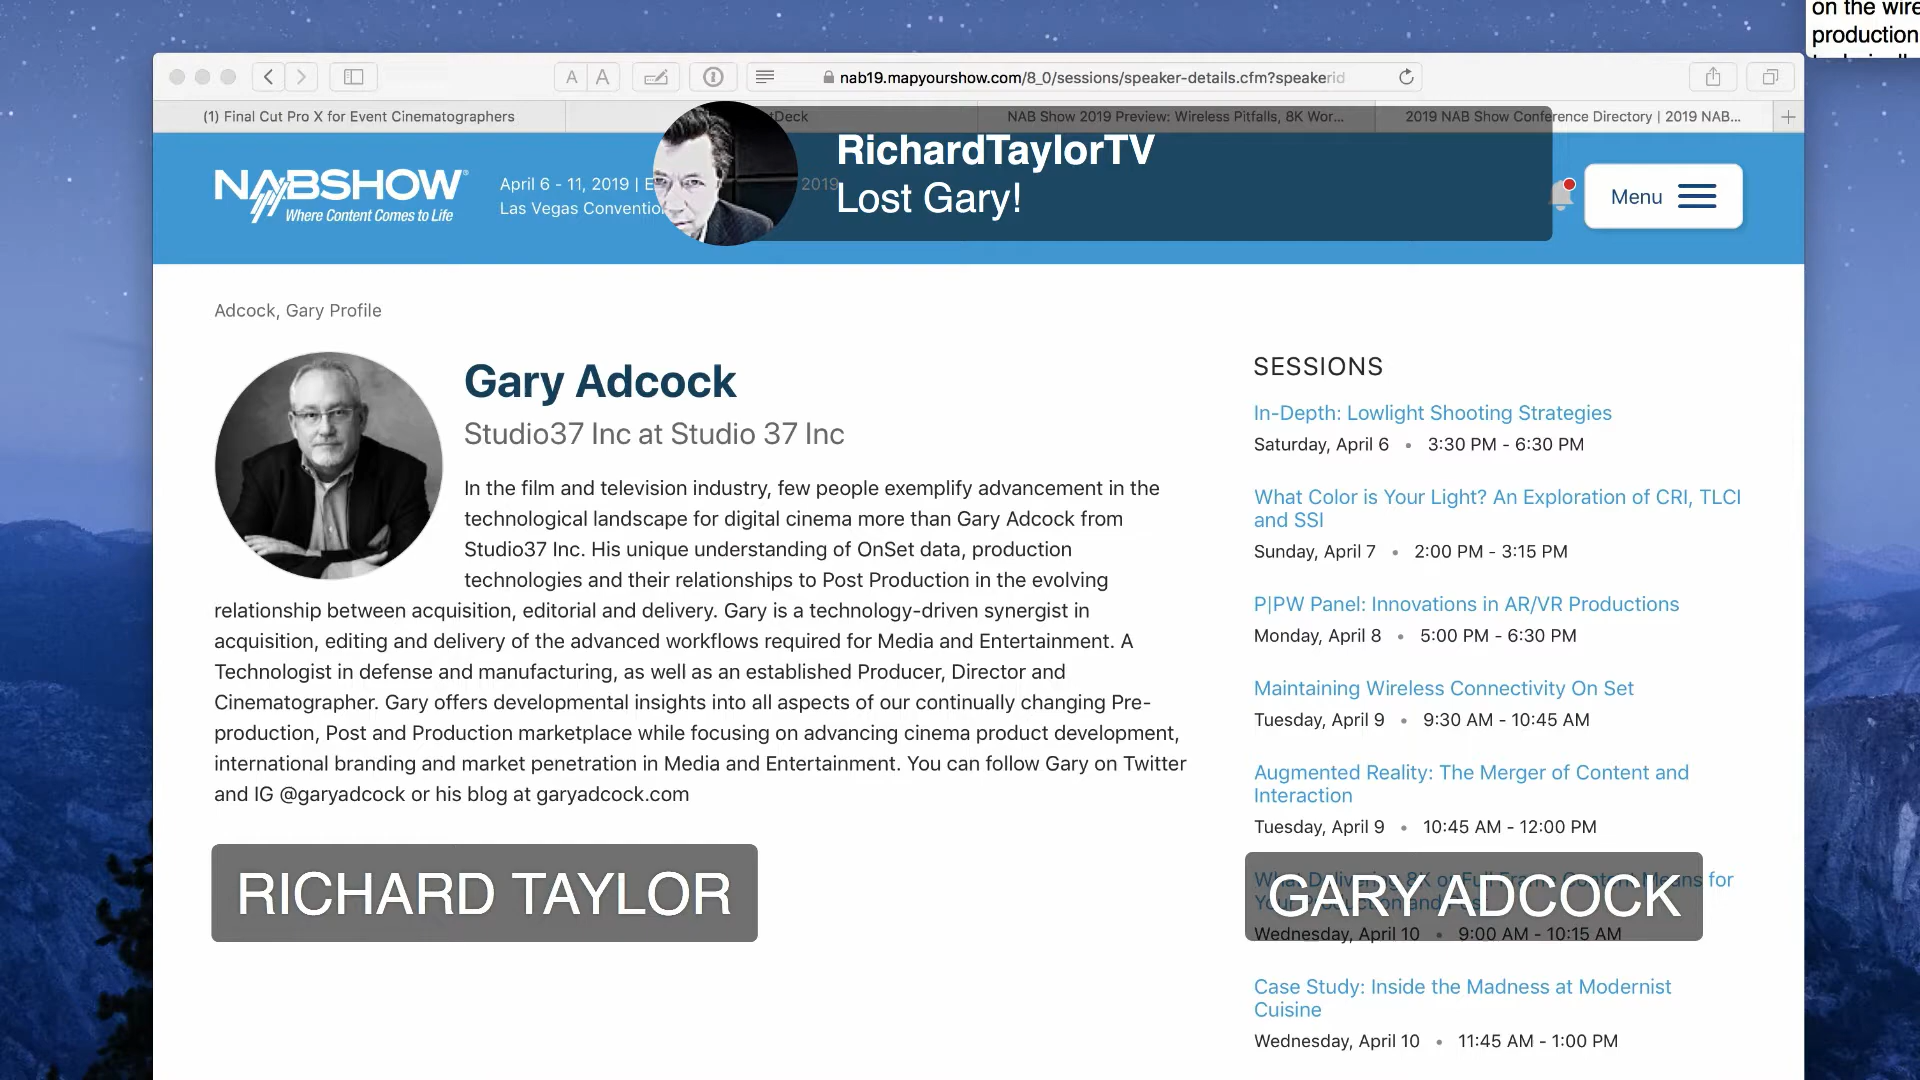 on the wire
production
nab19.mapyourshow.com/8_0/sessions/speaker-details.cfm?speakerid
(1) Final Cut Pro X for Event Cinematographers
tDeck
NAB Show 2019 Preview: Wireless Pitfalls, 8K Wor...
2019 NAB Show Conference Directory | 2019 NAB...
RichardTaylorTV
Lost Gary!
NABSHOW
Where Content Comes to Life
April 6 - 11, 2019 | E
2019
Las Vegas Conventio
Menu
Adcock, Gary Profile
Gary Adcock
Studio37 Inc at Studio 37 Inc
In the film and television industry, few people exemplify advancement in the
technological landscape for digital cinema more than Gary Adcock from
Studio37 Inc. His unique understanding of OnSet data, production
technologies and their relationships to Post Production in the evolving
relationship between acquisition, editorial and delivery. Gary is a technology-driven synergist in
acquisition, editing and delivery of the advanced workflows required for Media and Entertainment. A
Technologist in defense and manufacturing, as well as an established Producer, Director and
Cinematographer. Gary offers developmental insights into all aspects of our continually changing Pre-
production, Post and Production marketplace while focusing on advancing cinema product development,
international branding and market penetration in Media and Entertainment. You can follow Gary on Twitter
and IG @garyadcock or his blog at garyadcock.com
SESSIONS
In-Depth: Lowlight Shooting Strategies
Saturday, April 6 • 3:30 PM - 6:30 PM
What Color is Your Light? An Exploration of CRI, TLCI
and SSI
Sunday, April 7 • 2:00 PM - 3:15 PM
P|PW Panel: Innovations in AR/VR Productions
Monday, April 8 • 5:00 PM - 6:30 PM
Maintaining Wireless Connectivity On Set
Tuesday, April 9 • 9:30 AM - 10:45 AM
Augmented Reality: The Merger of Content and
Interaction
Tuesday, April 9 • 10:45 AM - 12:00 PM
What Delivering 8K or Full Frame Content Means for
Your Production and
Wednesday, April 10 • 9:00 AM - 10:15 AM
Case Study: Inside the Madness at Modernist
Cuisine
Wednesday, April 10 • 11:45 AM - 1:00 PM
RICHARD TAYLOR
GARY ADCOCK